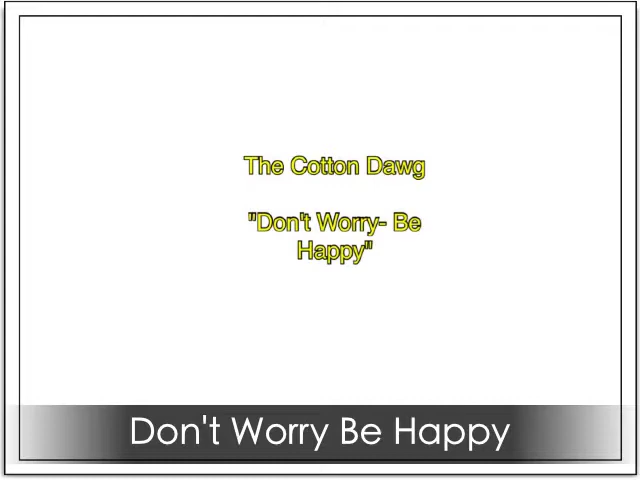 The Cotton Dawg
"Don't Worry- Be
Happy"
Don't Worry Be Happy